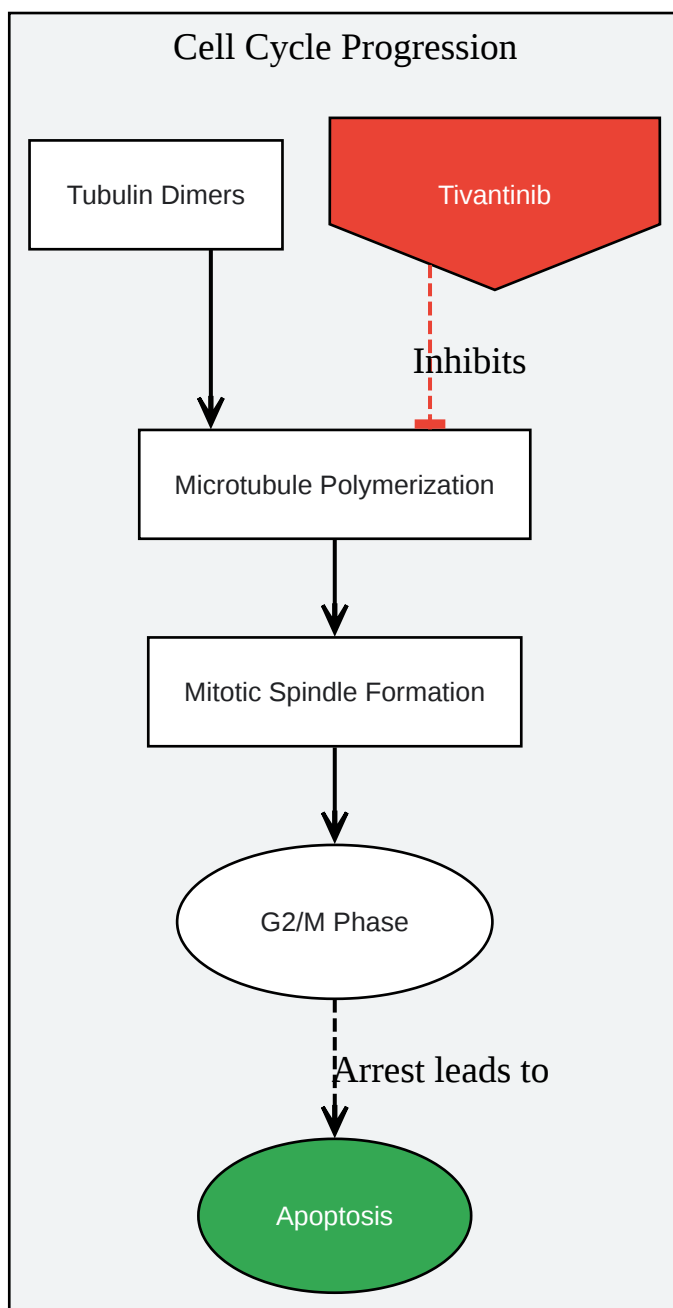 Cell Cycle Progression
Tubulin Dimers
Tivantinib
Inhibits
Microtubule Polymerization
Mitotic Spindle Formation
G2/M Phase
Arrest leads to
Apoptosis